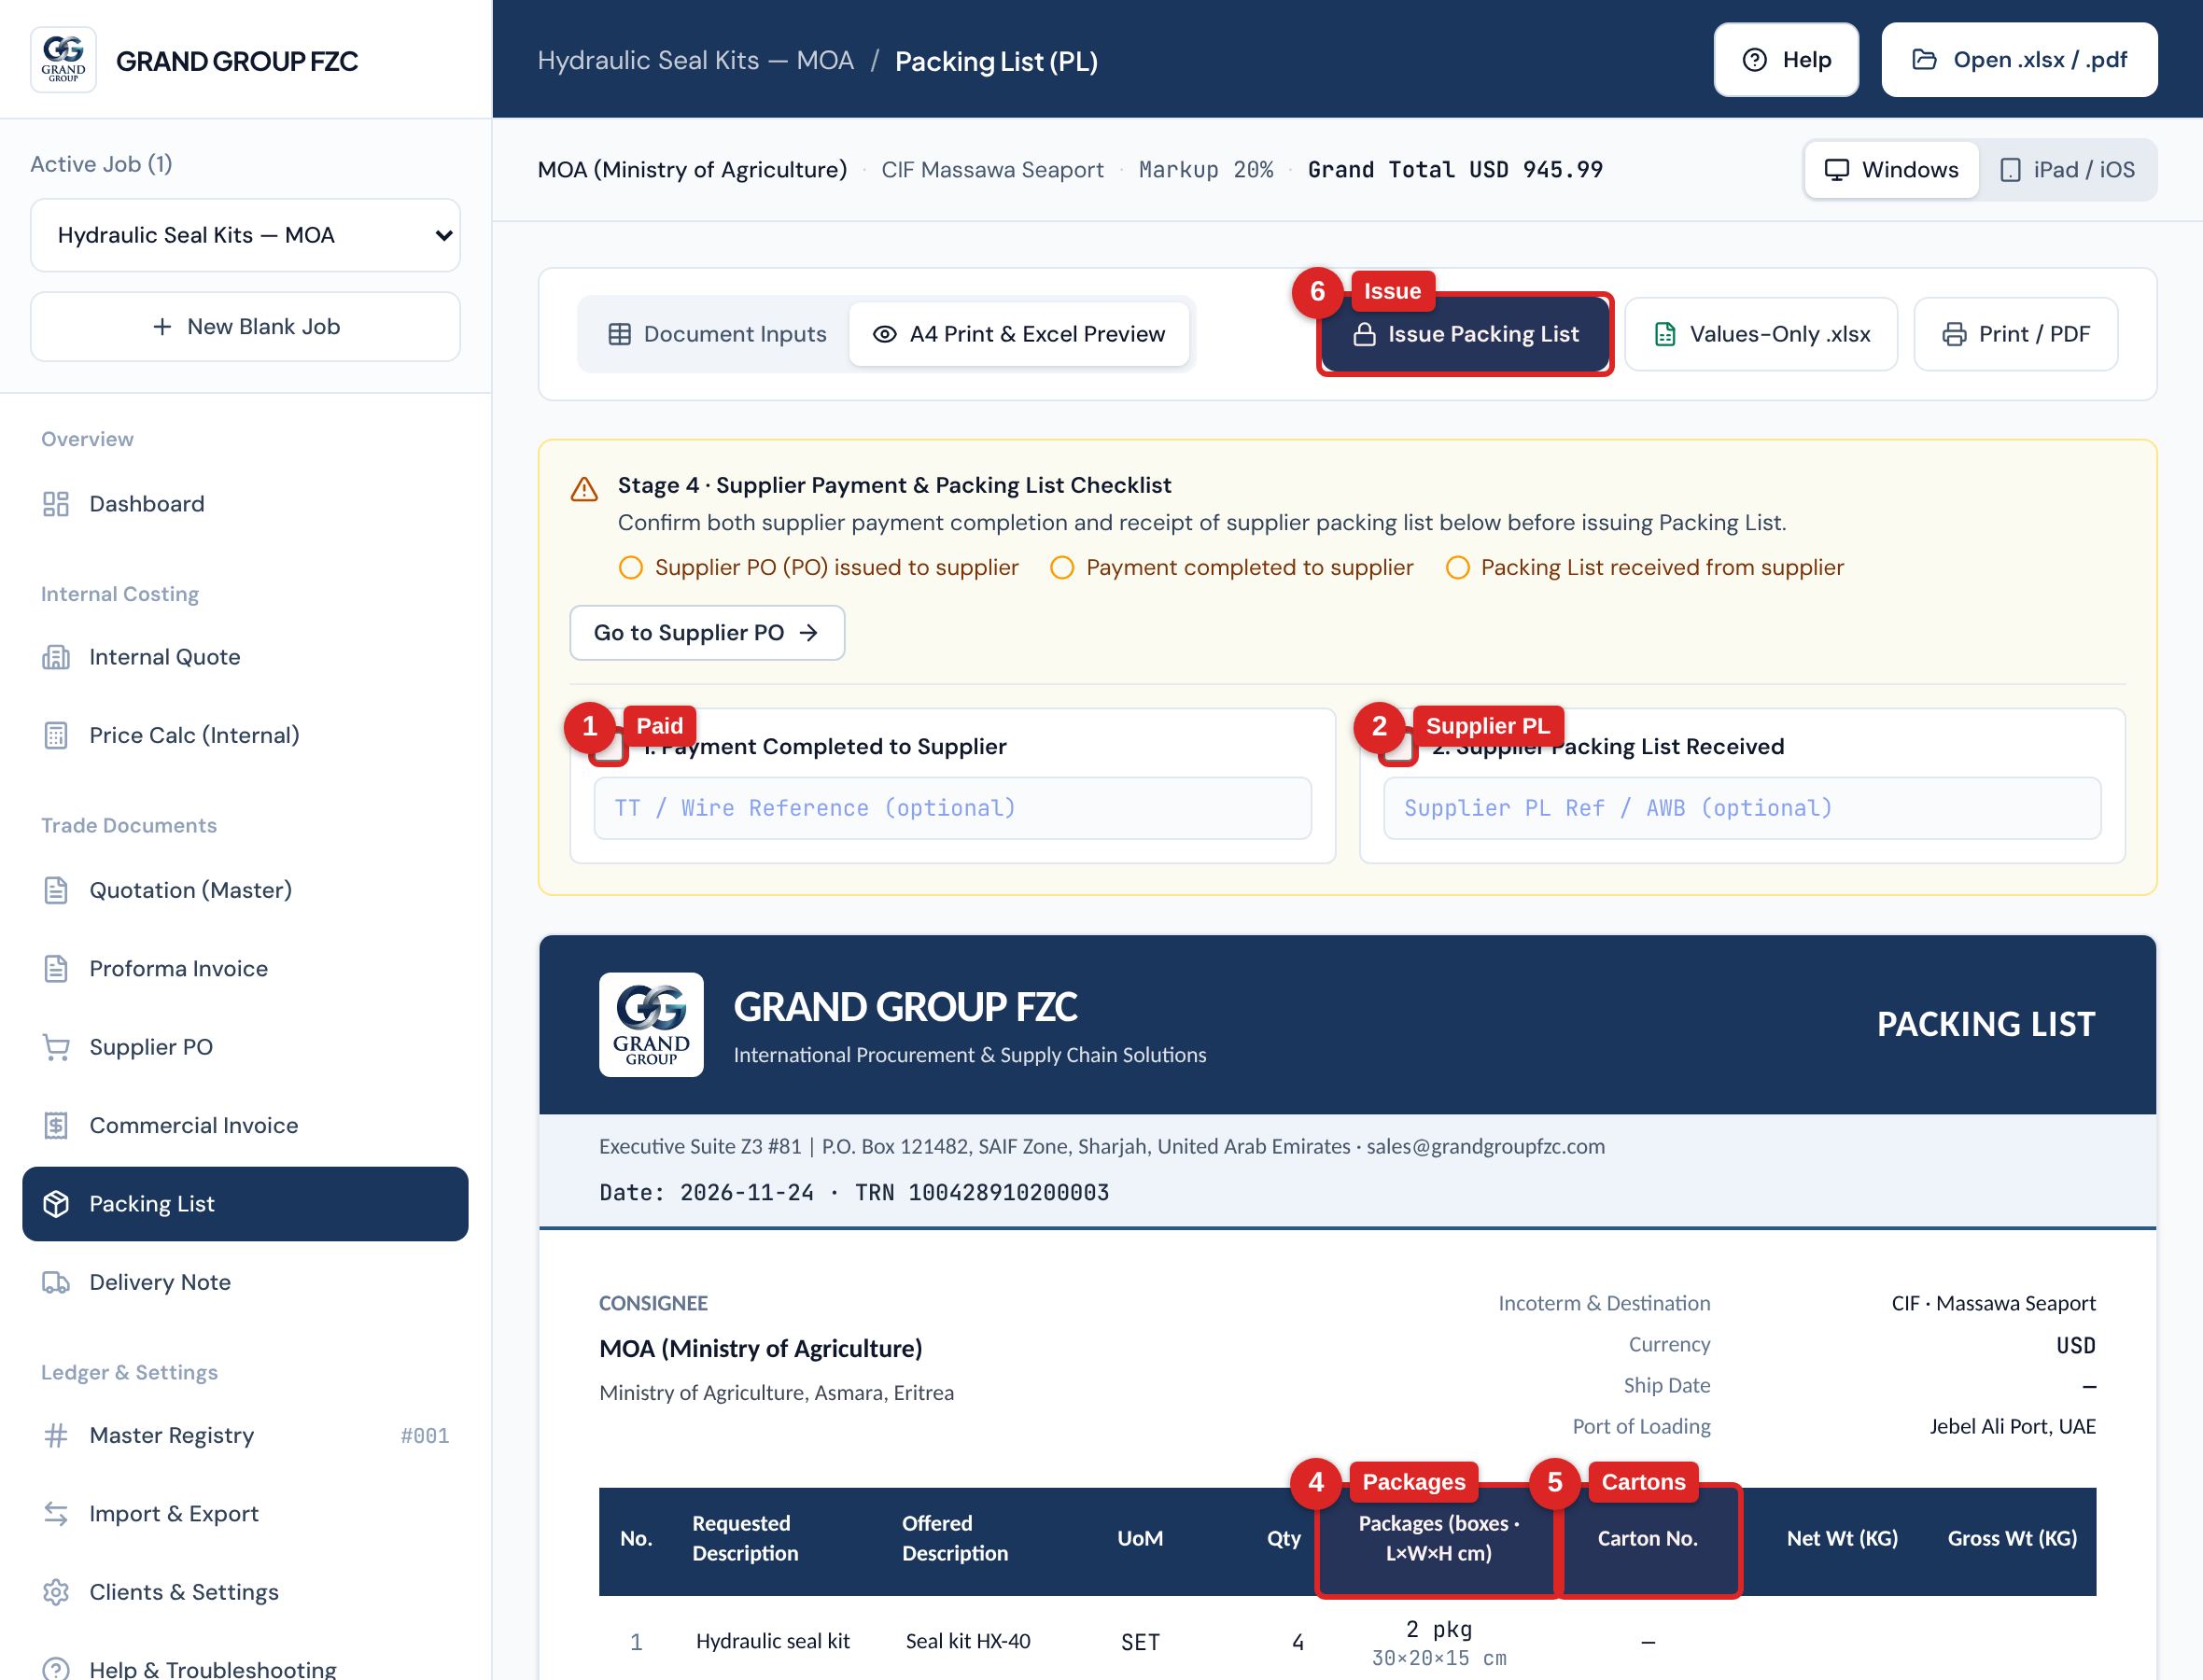 GRAND GROUP
GRAND GROUP FZC
Hydraulic Seal Kits — MOA / Packing List (PL)
Help
Open .xlsx / .pdf
Active Job (1)
Hydraulic Seal Kits — MOA
New Blank Job
MOA (Ministry of Agriculture) · CIF Massawa Seaport · Markup 20% · Grand Total USD 945.99
Windows
iPad / iOS
Overview
Dashboard
Internal Costing
Internal Quote
Price Calc (Internal)
Trade Documents
Quotation (Master)
Proforma Invoice
Supplier PO
Commercial Invoice
Packing List
Delivery Note
Ledger & Settings
Master Registry #001
Import & Export
Clients & Settings
Help & Troubleshooting
Document Inputs
A4 Print & Excel Preview
6 Issue
Issue Packing List
Values-Only .xlsx
Print / PDF
Stage 4 · Supplier Payment & Packing List Checklist
Confirm both supplier payment completion and receipt of supplier packing list below before issuing Packing List.
Supplier PO (PO) issued to supplier
Payment completed to supplier
Packing List received from supplier
Go to Supplier PO
1 Paid
1. Payment Completed to Supplier
TT / Wire Reference (optional)
2 Supplier PL
2. Supplier Packing List Received
Supplier PL Ref / AWB (optional)
GRAND
GROUP
GRAND GROUP FZC
International Procurement & Supply Chain Solutions
PACKING LIST
Executive Suite Z3 #81 | P.O. Box 121482, SAIF Zone, Sharjah, United Arab Emirates · sales@grandgroupfzc.com
Date: 2026-11-24 · TRN 100428910200003
CONSIGNEE
MOA (Ministry of Agriculture)
Ministry of Agriculture, Asmara, Eritrea
Incoterm & Destination CIF · Massawa Seaport
Currency USD
Ship Date —
Port of Loading Jebel Ali Port, UAE
4 Packages
5 Cartons
No. Requested Description Offered Description UoM Qty Packages (boxes · L×W×H cm) Carton No. Net Wt (KG) Gross Wt (KG)
1 Hydraulic seal kit Seal kit HX-40 SET 4 2 pkg —
30×20×15 cm